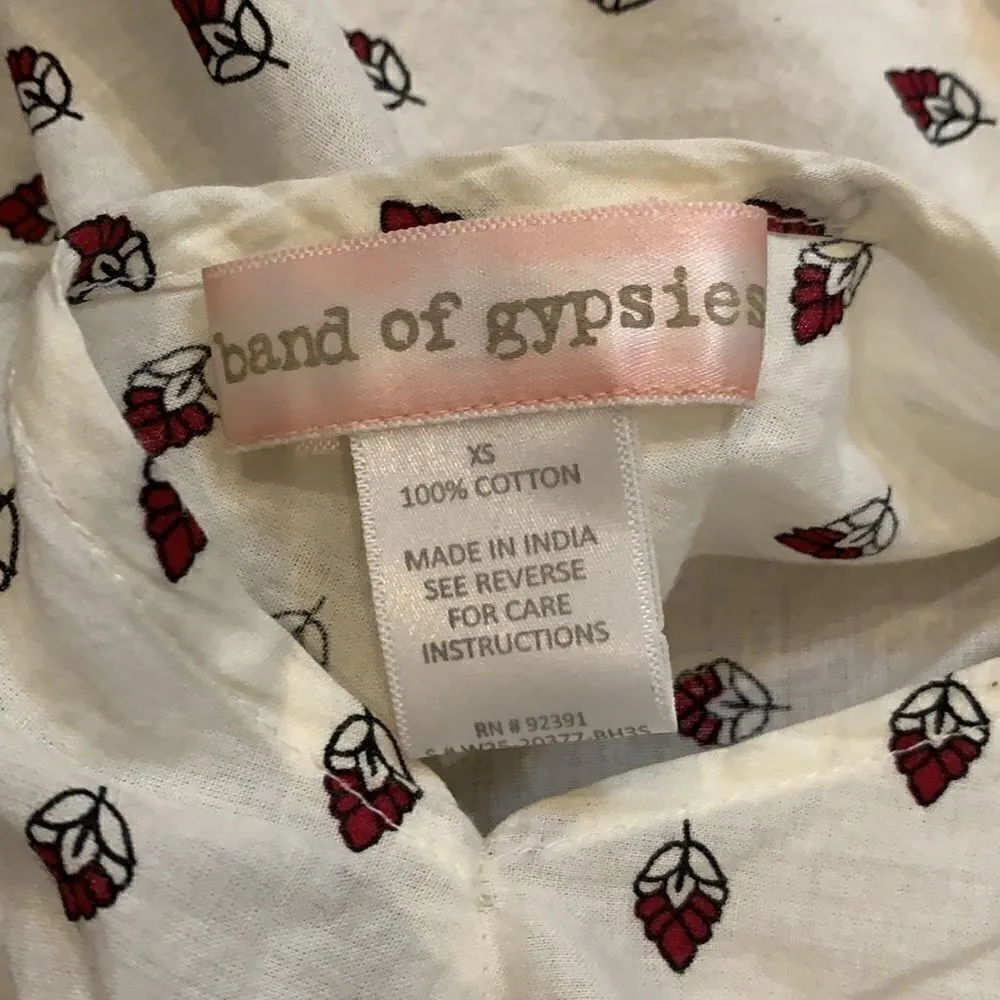 band of gypsies
XS
100% COTTON
MADE IN INDIA
SEE REVERSE
FOR CARE
INSTRUCTIONS
RN # 92391